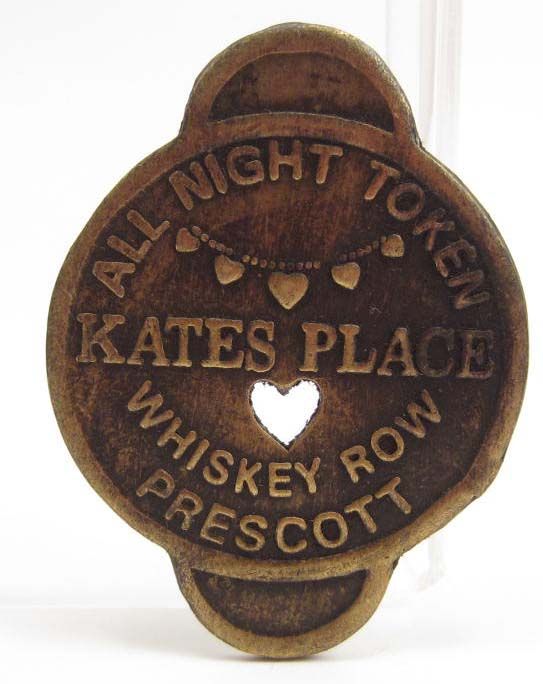 ALL NIGHT TOKEN
KATES PLACE
WHISKEY ROW
PRESCOTT